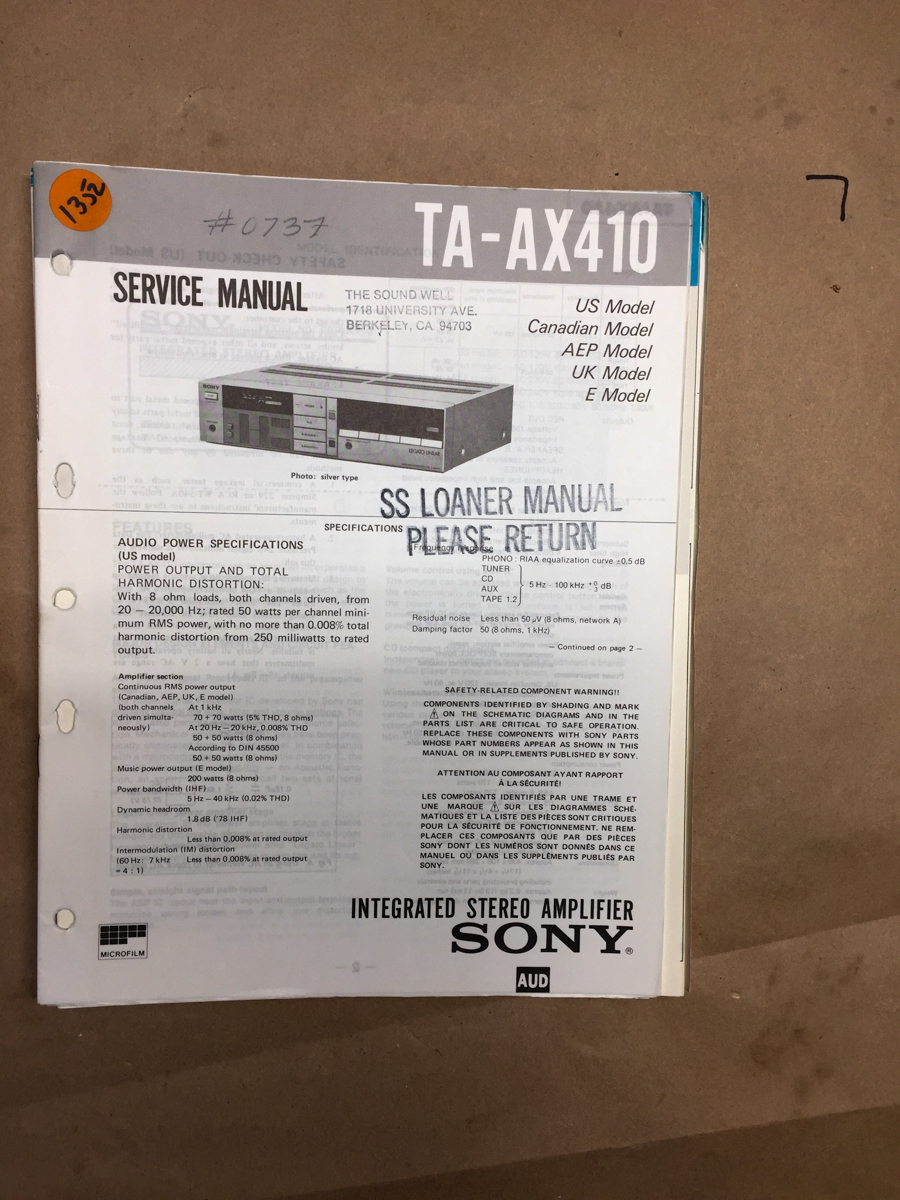 1352
#0737
TA-AX410
SERVICE MANUAL
THE SOUND WELL
1718 UNIVERSITY AVE.
BERKELEY, CA 94703
US Model
Canadian Model
AEP Model
UK Model
E Model
SONY
LEGATO LINEAR
Photo: silver type
SS LOANER MANUAL
PLEASE RETURN
SPECIFICATIONS
AUDIO POWER SPECIFICATIONS
(US model)
POWER OUTPUT AND TOTAL
HARMONIC DISTORTION:
With 8 ohm loads, both channels driven, from
20 – 20,000 Hz; rated 50 watts per channel mini-
mum RMS power, with no more than 0.008% total
harmonic distortion from 250 milliwatts to rated
output.
Amplifier section
Continuous RMS power output
(Canadian, AEP, UK, E model)
(both channels At 1 kHz
driven simulta- 70 + 70 watts (5% THD, 8 ohms)
neously) At 20 Hz – 20 kHz, 0.008% THD
50 + 50 watts (8 ohms)
According to DIN 45500
50 + 50 watts (8 ohms)
Music power output (E model)
200 watts (8 ohms)
Power bandwidth (IHF)
5 Hz – 40 kHz (0.02% THD)
Dynamic headroom
1.8 dB ('78 IHF)
Harmonic distortion
Less than 0.008% at rated output
Intermodulation (IM) distortion
(60 Hz: 7 kHz Less than 0.008% at rated output
= 4 : 1)
Frequency response
PHONO : RIAA equalization curve ±0.5 dB
TUNER
CD
AUX
TAPE 1.2
5 Hz - 100 kHz +0 -3 dB
Residual noise Less than 50 μV (8 ohms, network A)
Damping factor 50 (8 ohms, 1 kHz)
— Continued on page 2 —
SAFETY-RELATED COMPONENT WARNING!!
COMPONENTS IDENTIFIED BY SHADING AND MARK
⚠ ON THE SCHEMATIC DIAGRAMS AND IN THE
PARTS LIST ARE CRITICAL TO SAFE OPERATION.
REPLACE THESE COMPONENTS WITH SONY PARTS
WHOSE PART NUMBERS APPEAR AS SHOWN IN THIS
MANUAL OR IN SUPPLEMENTS PUBLISHED BY SONY.
ATTENTION AU COMPOSANT AYANT RAPPORT
À LA SÉCURITÉ!
LES COMPOSANTS IDENTIFIÉS PAR UNE TRAME ET
UNE MARQUE ⚠ SUR LES DIAGRAMMES SCHÉ-
MATIQUES ET LA LISTE DES PIÈCES SONT CRITIQUES
POUR LA SÉCURITÉ DE FONCTIONNEMENT. NE REM-
PLACER CES COMPOSANTS QUE PAR DES PIÈCES
SONY DONT LES NUMÉROS SONT DONNÉS DANS CE
MANUEL OU DANS LES SUPPLÉMENTS PUBLIÉS PAR
SONY.
INTEGRATED STEREO AMPLIFIER
SONY®
MICROFILM
AUD